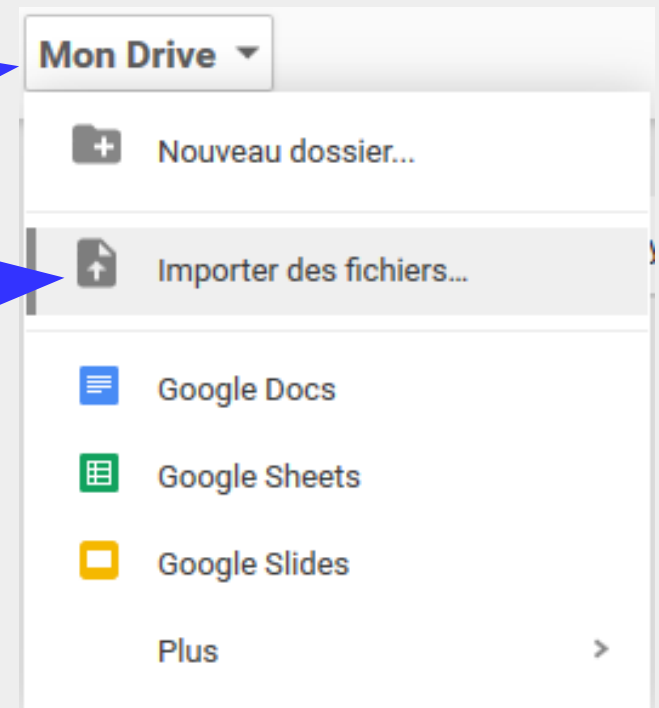 Mon Drive
Nouveau dossier...
Importer des fichiers...
Google Docs
Google Sheets
Google Slides
Plus